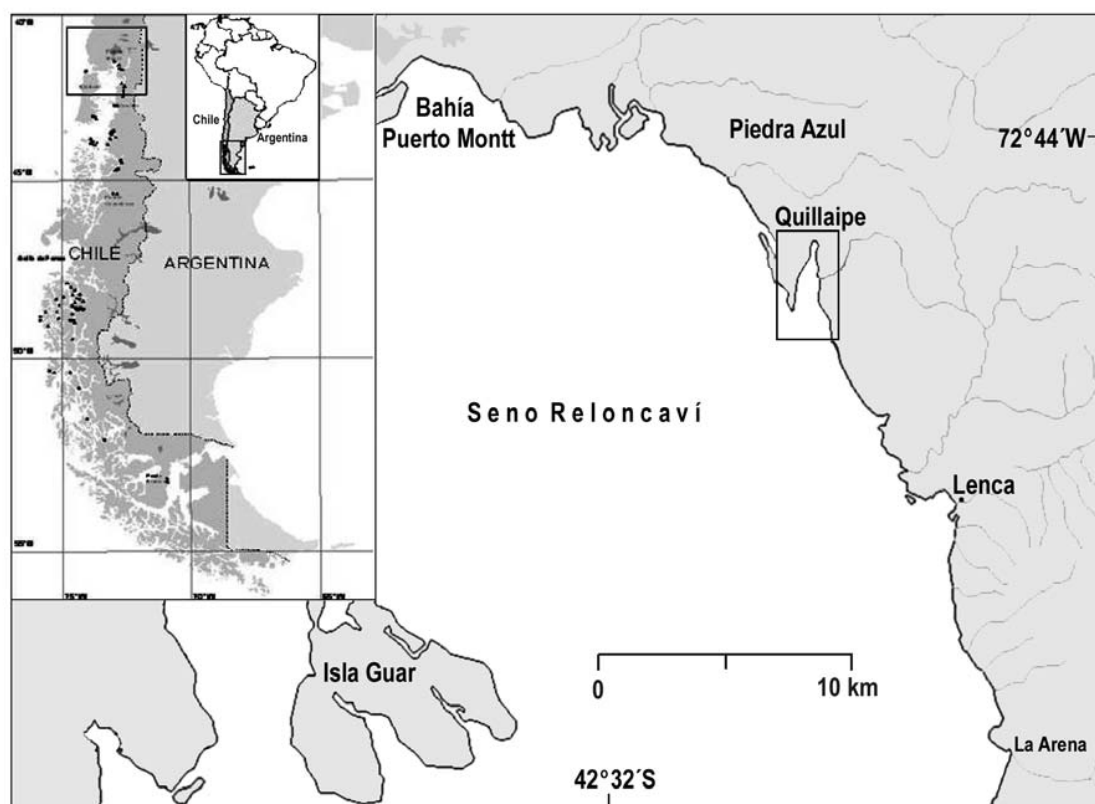 Chile
Argentina
CHILE
ARGENTINA
45°W
Bahía
Puerto Montt
Piedra Azul
72°44´W
Quillaipe
Seno Reloncaví
Lenca
Isla Guar
0
10 km
La Arena
42°32´S